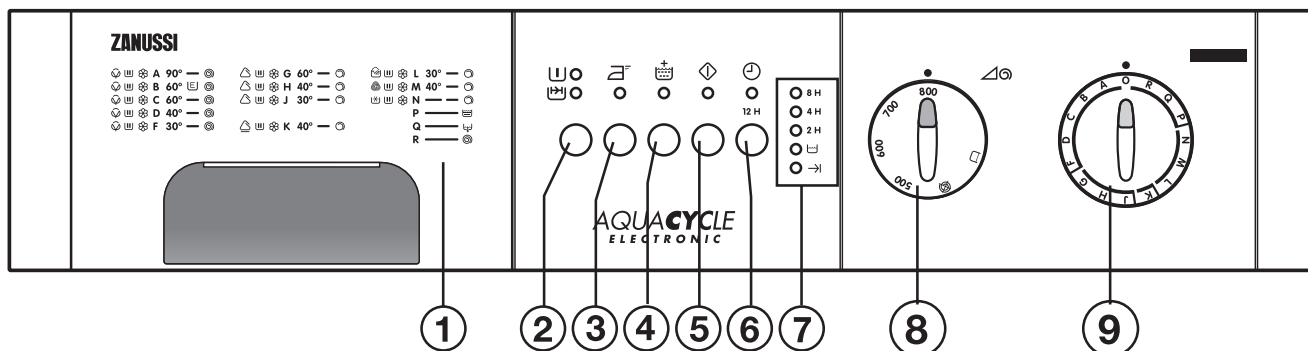 ZANUSSI
A 90°
B 60° E
C 60°
D 40°
F 30°
G 60°
H 40°
J 30°
K 40°
L 30°
M 40°
N
P
Q
R
12 H
8 H
4 H
2 H
AQUACYCLE
ELECTRONIC
800
700
600
500
O R Q P N M L K J H G F D C B A
1 2 3 4 5 6 7 8 9